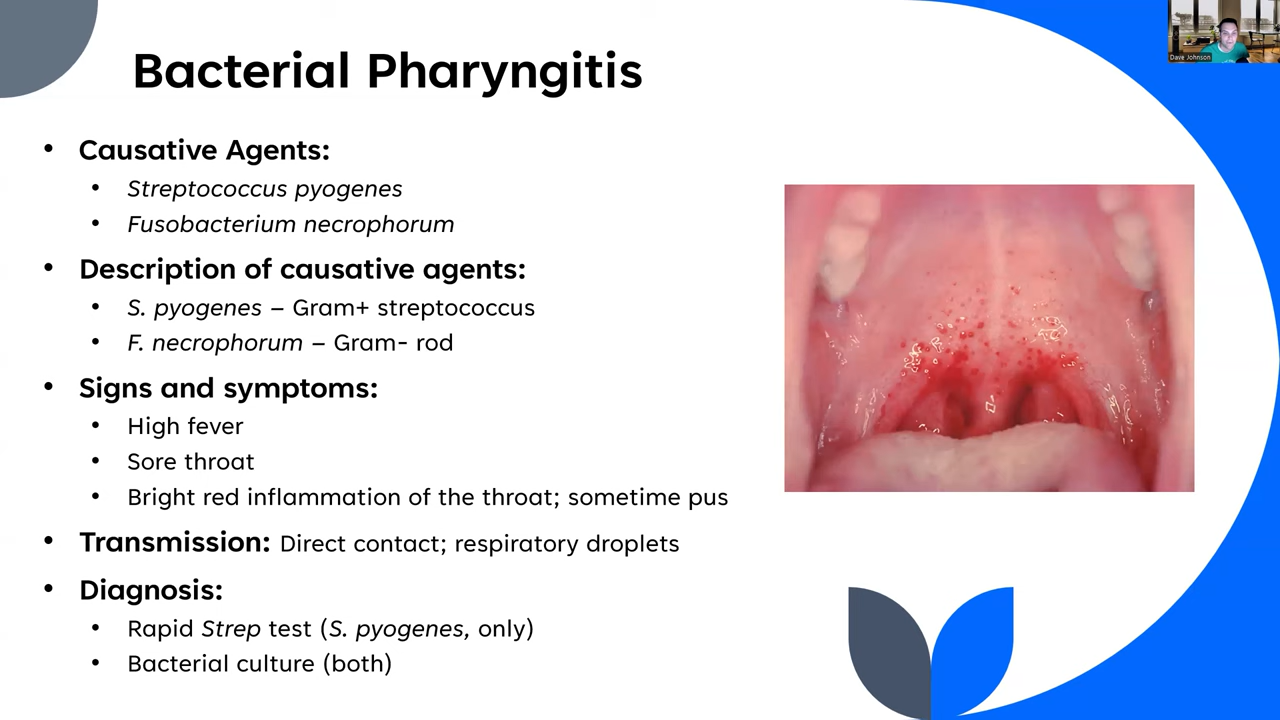 Dave Johnson
Bacterial Pharyngitis
• Causative Agents:
• Streptococcus pyogenes
• Fusobacterium necrophorum
• Description of causative agents:
• S. pyogenes – Gram+ streptococcus
• F. necrophorum – Gram- rod
• Signs and symptoms:
• High fever
• Sore throat
• Bright red inflammation of the throat; sometime pus
• Transmission: Direct contact; respiratory droplets
• Diagnosis:
• Rapid Strep test (S. pyogenes, only)
• Bacterial culture (both)